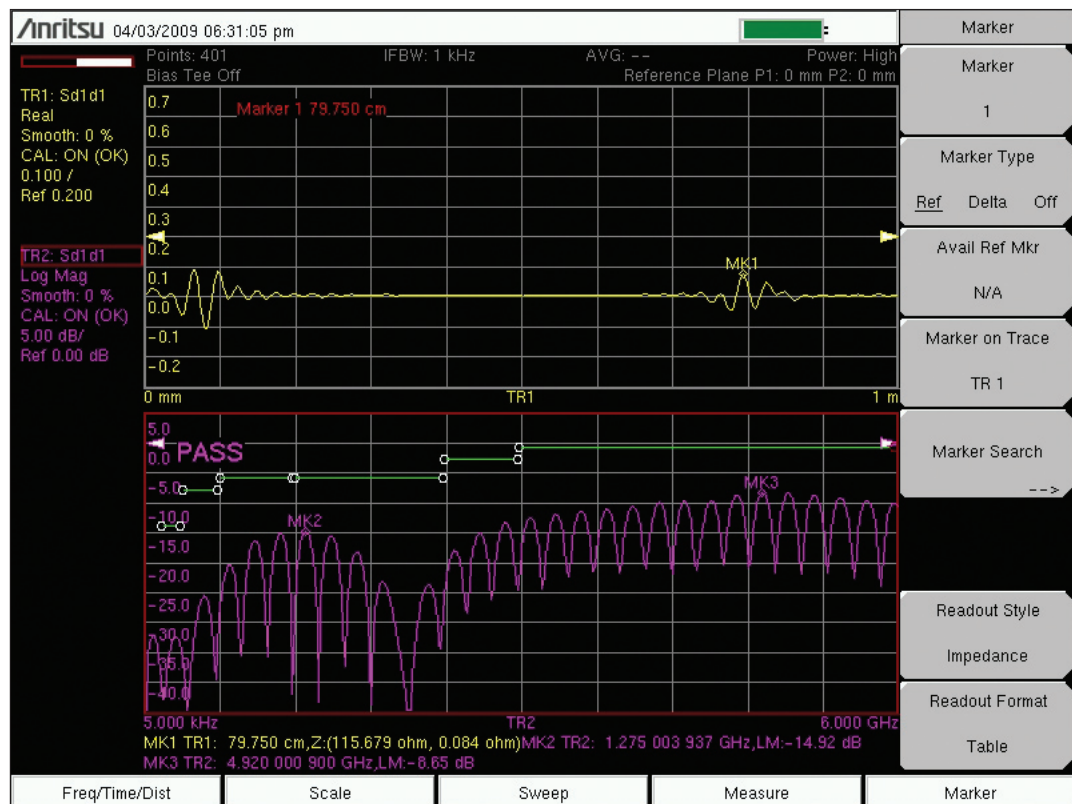 Anritsu 04/03/2009 06:31:05 pm
Points: 401 IFBW: 1 kHz AVG: -- Power: High
Bias Tee Off Reference Plane P1: 0 mm P2: 0 mm
TR1: Sd1d1
Real
Smooth: 0 %
CAL: ON (OK)
0.100 /
Ref 0.200
TR2: Sd1d1
Log Mag
Smooth: 0 %
CAL: ON (OK)
5.00 dB/
Ref 0.00 dB
Marker 1 79.750 cm
0.7
0.6
0.5
0.4
0.3
0.2
0.1
0.0
-0.1
-0.2
MK1
0 mm TR1 1 m
5.0
0.0
-5.0
-10.0
-15.0
-20.0
-25.0
-30.0
-35.0
-40.0
PASS
MK2
MK3
5.000 kHz TR2 6.000 GHz
MK1 TR1: 79.750 cm,Z:(115.679 ohm, 0.084 ohm)MK2 TR2: 1.275 003 937 GHz,LM:-14.92 dB
MK3 TR2: 4.920 000 900 GHz,LM:-8.65 dB
Marker
Marker
1
Marker Type
Ref Delta Off
Avail Ref Mkr
N/A
Marker on Trace
TR 1
Marker Search
-->
Readout Style
Impedance
Readout Format
Table
Freq/Time/Dist Scale Sweep Measure Marker